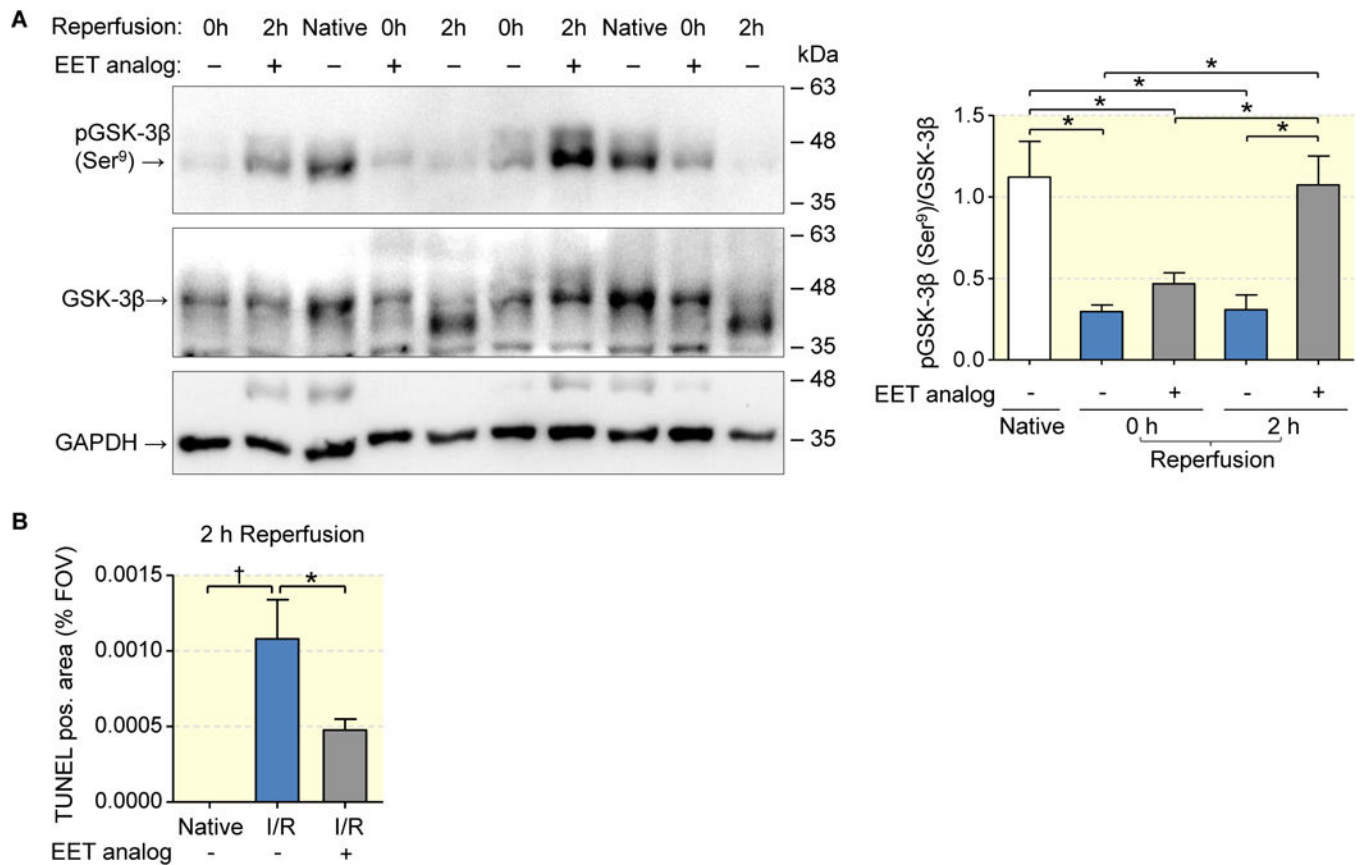 A
Reperfusion: 0h 2h Native 0h 2h 0h 2h Native 0h 2h
EET analog: – + – + – – + – + –
kDa
pGSK-3β
(Ser⁹) →
– 63
– 48
– 35
GSK-3β→
– 63
– 48
– 35
GAPDH →
– 48
– 35
* * * * * * *
pGSK-3β (Ser⁹)/GSK-3β
1.5
1.0
0.5
0.0
EET analog - - + - +
Native 0 h 2 h
Reperfusion
B
2 h Reperfusion
TUNEL pos. area (% FOV)
† *
0.0015
0.0010
0.0005
0.0000
Native I/R I/R
EET analog - - +